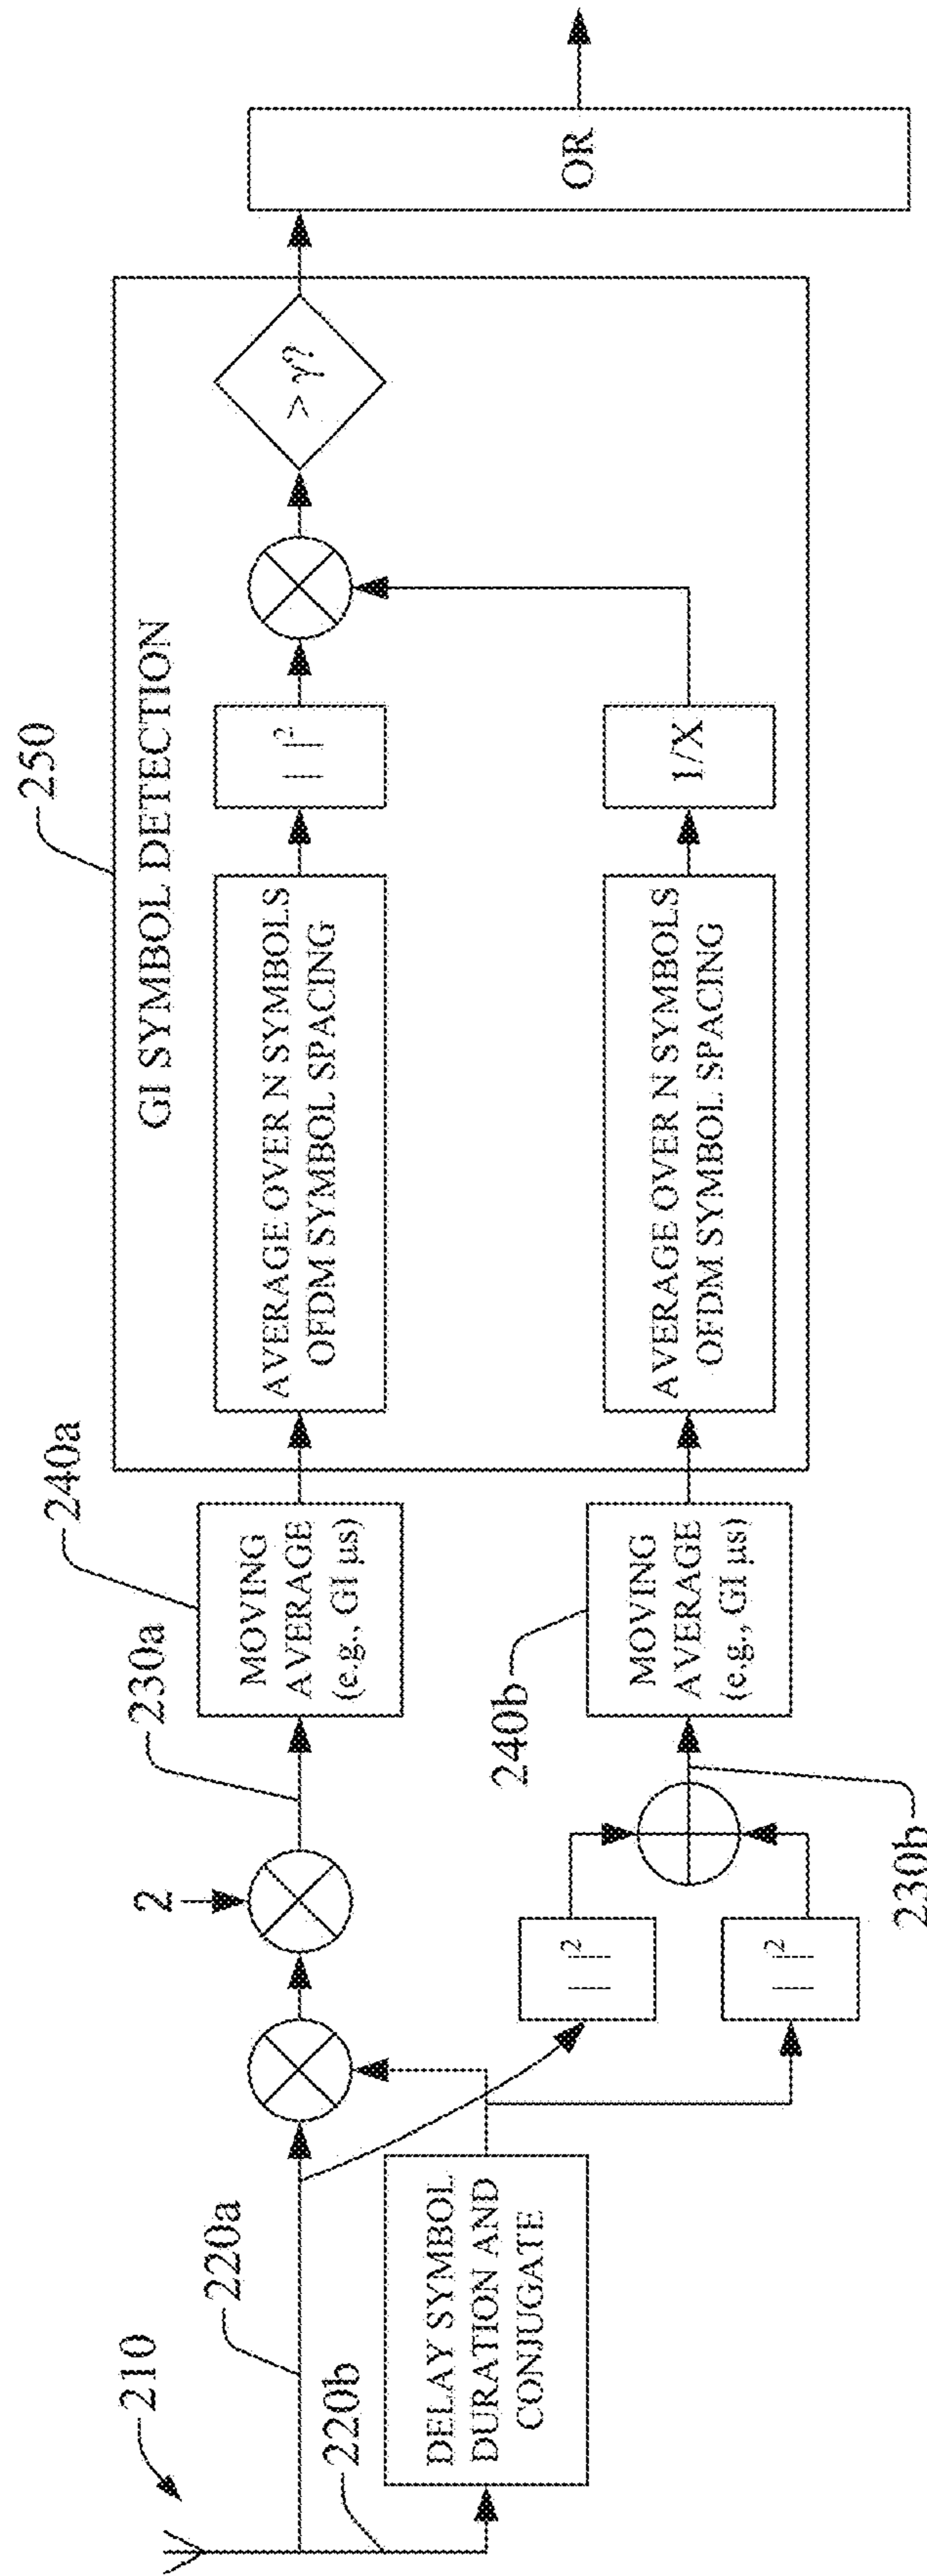 210
220a
220b
DELAY SYMBOL
DURATION AND
CONJUGATE
2
230a
| |²
| |²
230b
240a
MOVING
AVERAGE
(e.g., GI µs)
240b
MOVING
AVERAGE
(e.g., GI µs)
250
GI SYMBOL DETECTION
AVERAGE OVER N SYMBOLS
OFDM SYMBOL SPACING
| |²
AVERAGE OVER N SYMBOLS
OFDM SYMBOL SPACING
1/X
> γ?
OR